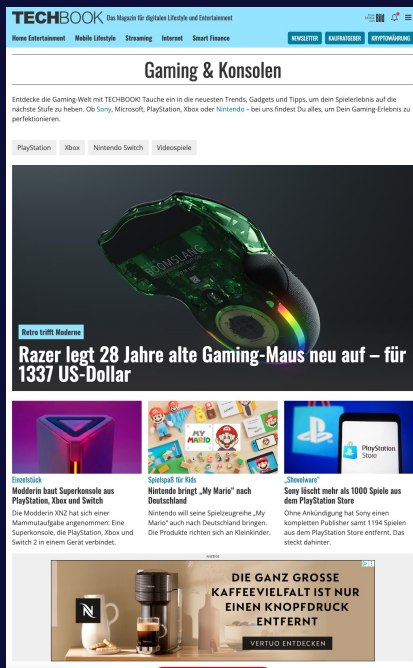 TECHBOOK Das Magazin für digitalen Lifestyle und Entertainment
Home Entertainment Mobile Lifestyle Streaming Internet Smart Finance NEWSLETTER KAUFRATGEBER KRYPTOWÄHRUNG
Gaming & Konsolen
Entdecke die Gaming-Welt mit TECHBOOK! Tauche ein in die neuesten Trends, Gadgets und Tipps, um dein Spielerlebnis auf die
nächste Stufe zu heben. Ob Sony, Microsoft, PlayStation, Xbox oder Nintendo – bei uns findest Du alles, um Dein Gaming-Erlebnis zu
perfektionieren.
PlayStation Xbox Nintendo Switch Videospiele
BOOMSLANG
Retro trifft Moderne
Razer legt 28 Jahre alte Gaming-Maus neu auf – für
1337 US-Dollar
MY
MARIO
PlayStation
Store
Einzelstück
Modderin baut Superkonsole aus
PlayStation, Xbox und Switch
Die Modderin XNZ hat sich einer
Mammutaufgabe angenommen: Eine
Superkonsole, die PlayStation, Xbox und
Switch 2 in einem Gerät verbindet.
Spielspaß für Kids
Nintendo bringt „My Mario" nach
Deutschland
Nintendo will seine Spielzeugreihe „My
Mario" auch nach Deutschland bringen.
Die Produkte richten sich an Kleinkinder.
„Shovelware"
Sony löscht mehr als 1000 Spiele aus
dem PlayStation Store
Ohne Ankündigung hat Sony einen
kompletten Publisher samt 1194 Spielen
aus dem PlayStation Store entfernt. Das
steckt dahinter.
ANZEIGE
DIE GANZ GROSSE
KAFFEEVIELFALT IST NUR
EINEN KNOPFDRUCK
ENTFERNT
VERTUO ENTDECKEN